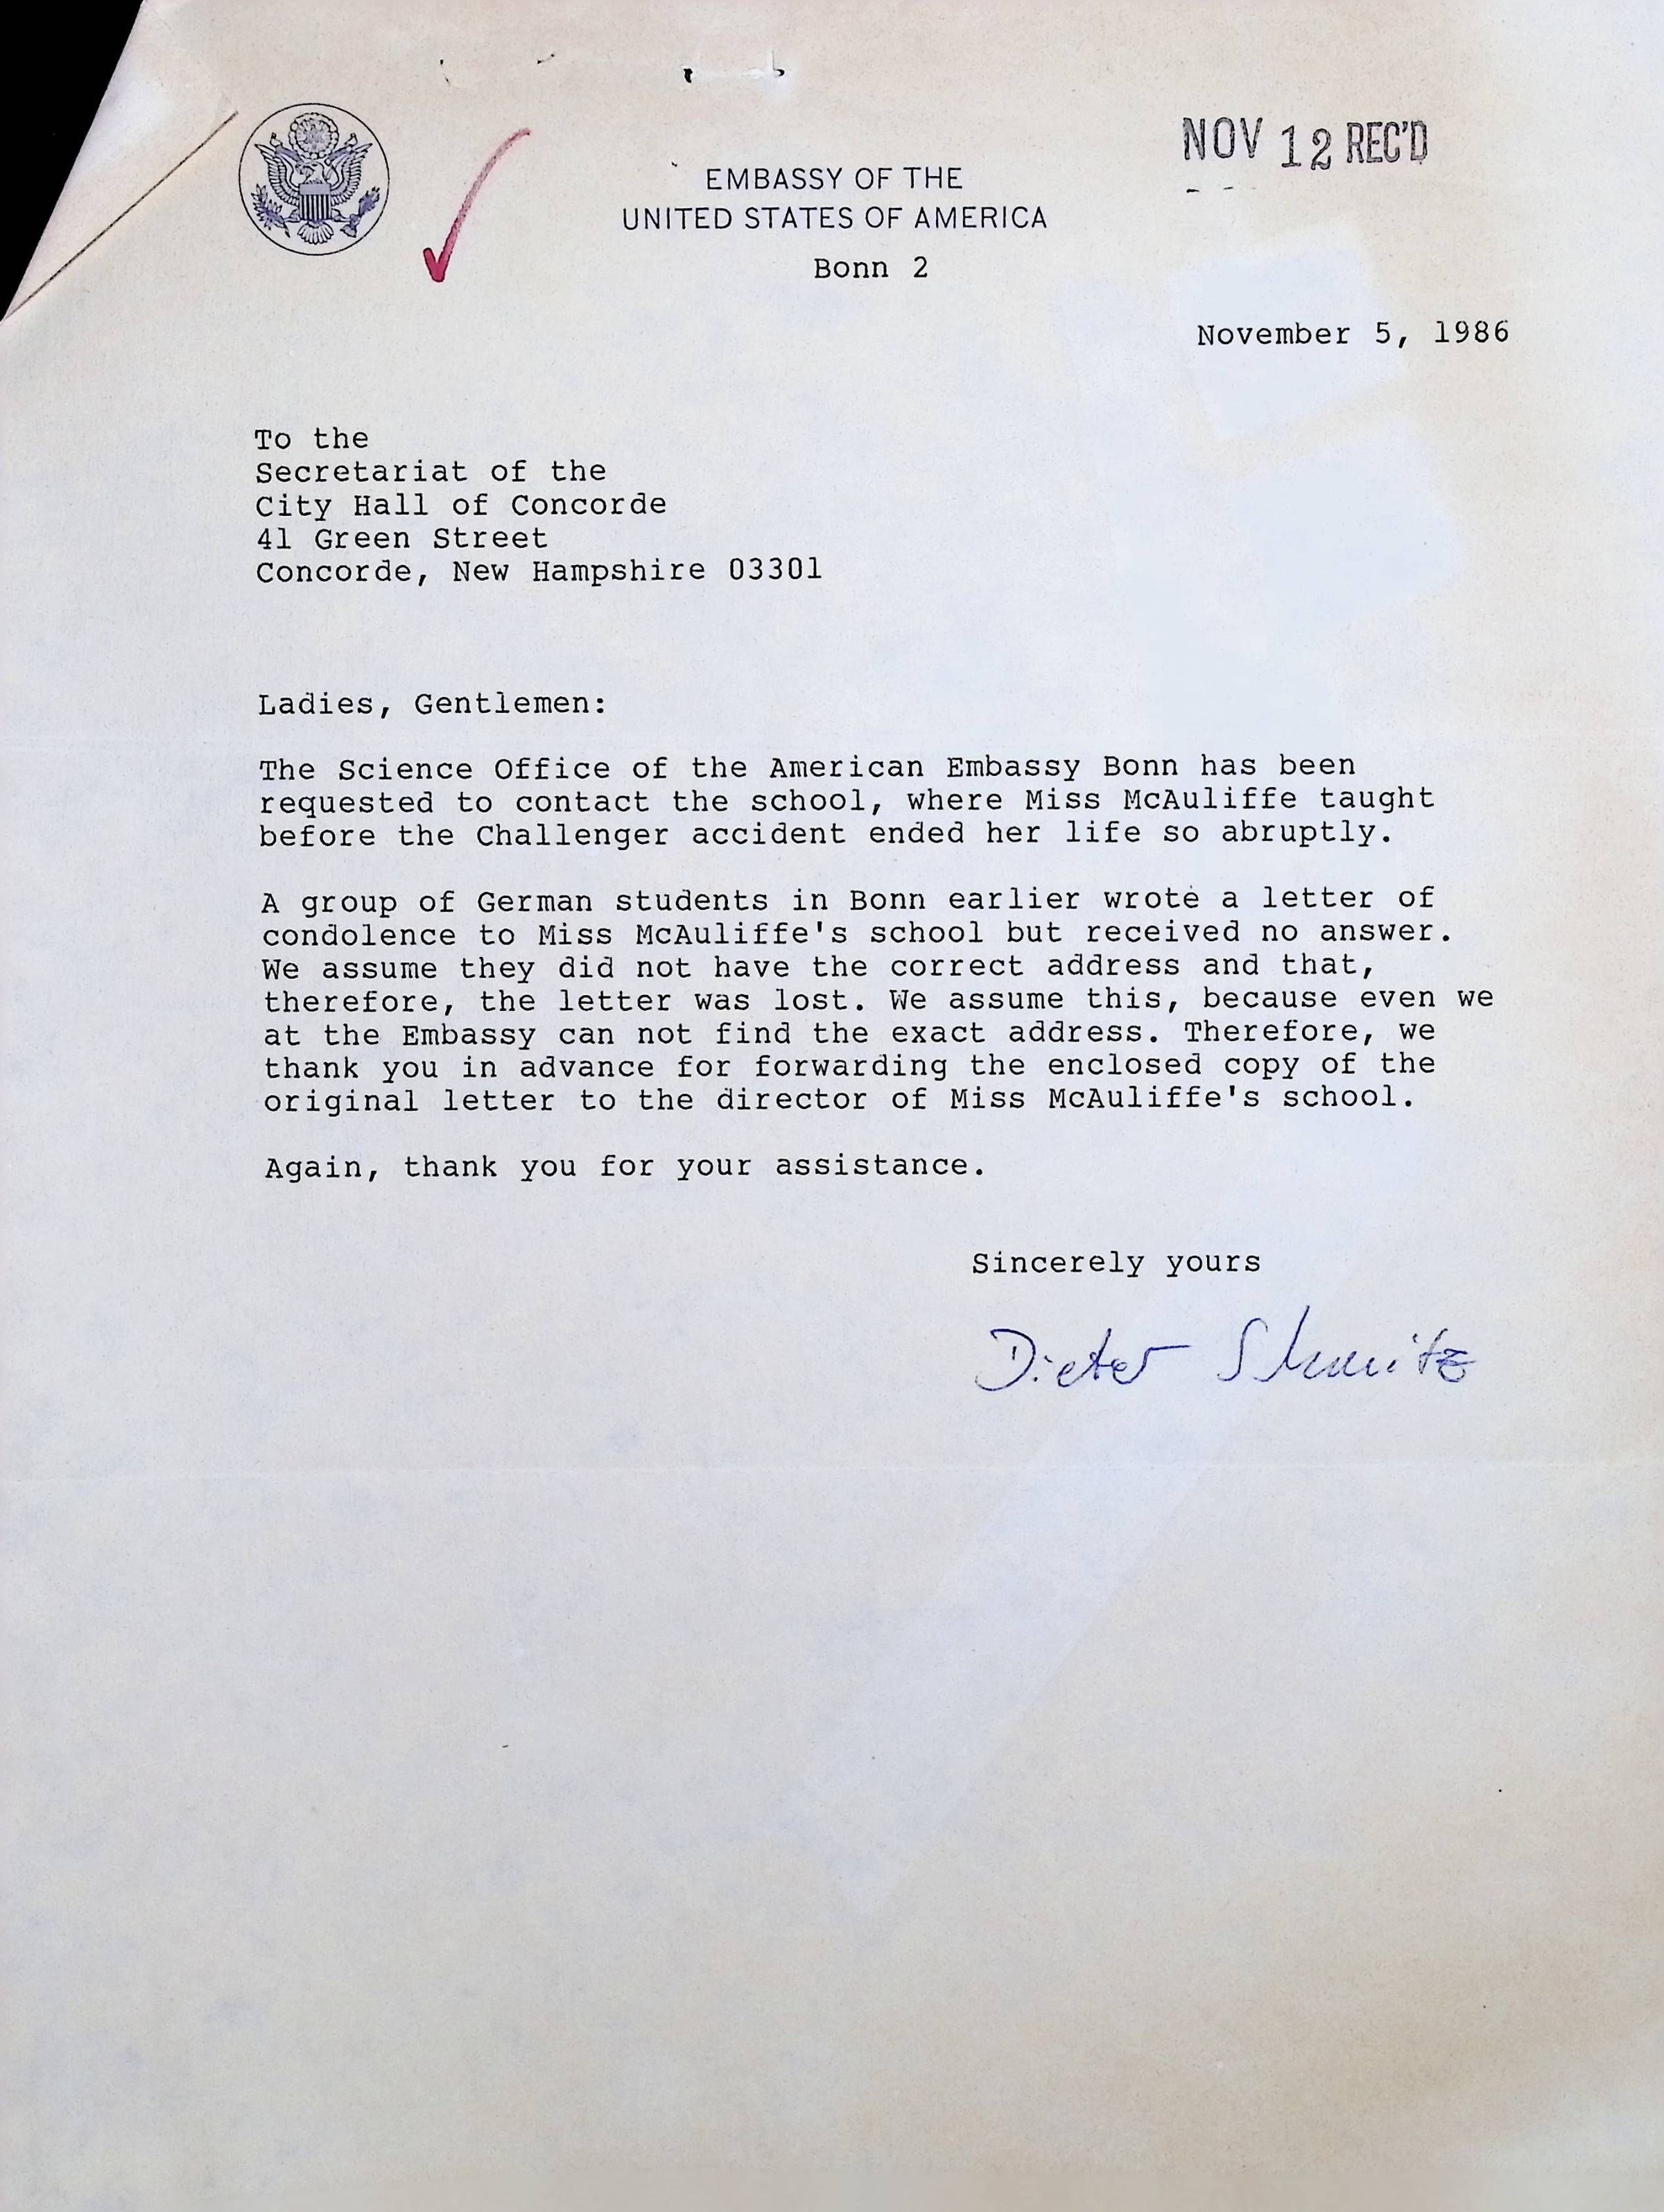 NOV 12 REC'D
EMBASSY OF THE
UNITED STATES OF AMERICA
Bonn 2
November 5, 1986
To the
Secretariat of the
City Hall of Concorde
41 Green Street
Concorde, New Hampshire 03301
Ladies, Gentlemen:
The Science Office of the American Embassy Bonn has been
requested to contact the school, where Miss McAuliffe taught
before the Challenger accident ended her life so abruptly.
A group of German students in Bonn earlier wrote a letter of
condolence to Miss McAuliffe's school but received no answer.
We assume they did not have the correct address and that,
therefore, the letter was lost. We assume this, because even we
at the Embassy can not find the exact address. Therefore, we
thank you in advance for forwarding the enclosed copy of the
original letter to the director of Miss McAuliffe's school.
Again, thank you for your assistance.
Sincerely yours
Dieter Schmitz